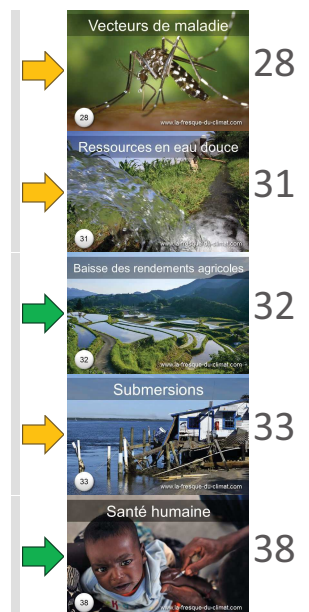 Vecteurs de maladie
28
28
www.la-fresque-du-climat.com
Ressources en eau douce
31
31
www.la-fresque-du-climat.com
Baisse des rendements agricoles
32
32
www.la-fresque-du-climat.com
Submersions
33
33
www.la-fresque-du-climat.com
Santé humaine
38
38
www.la-fresque-du-climat.com